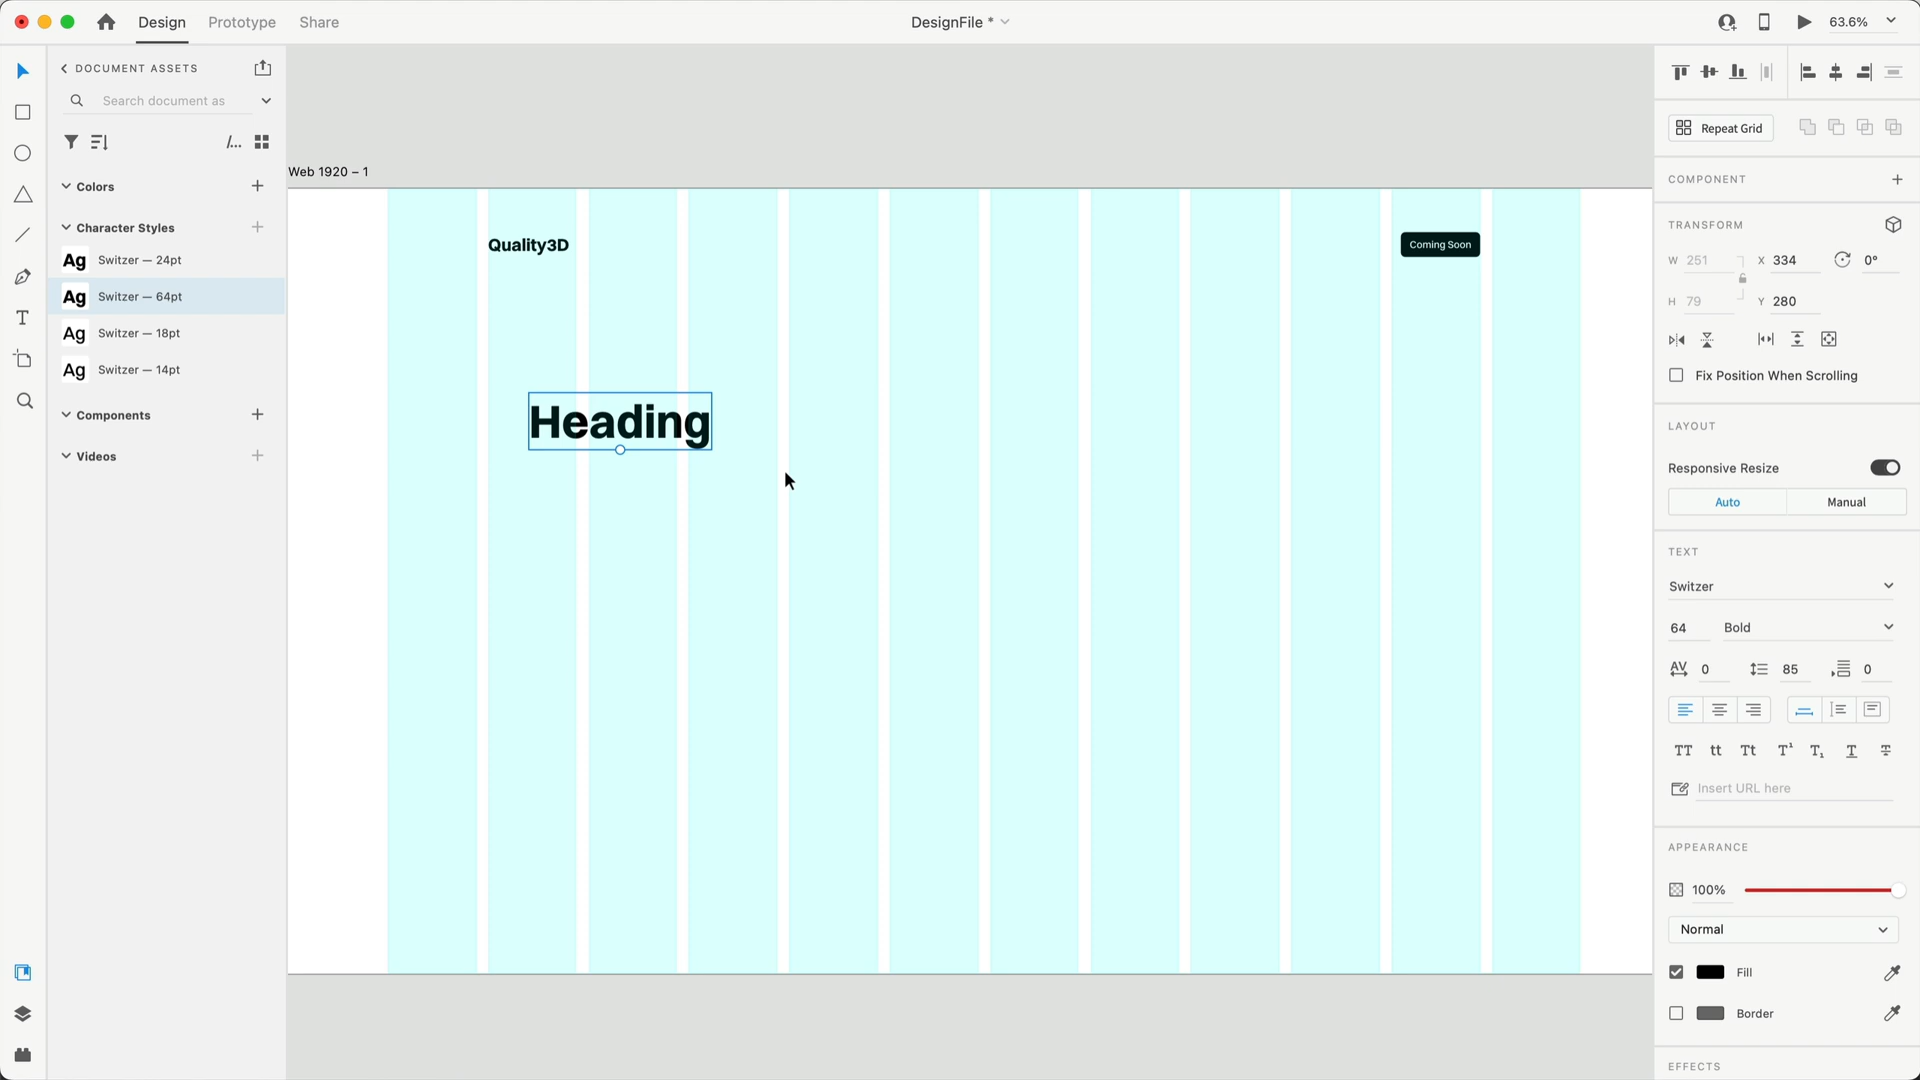 Design Prototype Share DesignFile * 63.6%
DOCUMENT ASSETS
Search document as
/...
Colors
Character Styles
Ag Switzer — 24pt
Ag Switzer — 64pt
Ag Switzer — 18pt
Ag Switzer — 14pt
Components
Videos
Web 1920 – 1
Quality3D
Coming Soon
Heading
Repeat Grid
COMPONENT
TRANSFORM
W 251 X 334 0°
H 79 Y 280
Fix Position When Scrolling
LAYOUT
Responsive Resize
Auto Manual
TEXT
Switzer
64 Bold
AV 0 85 0
TT tt Tt T¹ T₁ T T
Insert URL here
APPEARANCE
100%
Normal
Fill
Border
EFFECTS